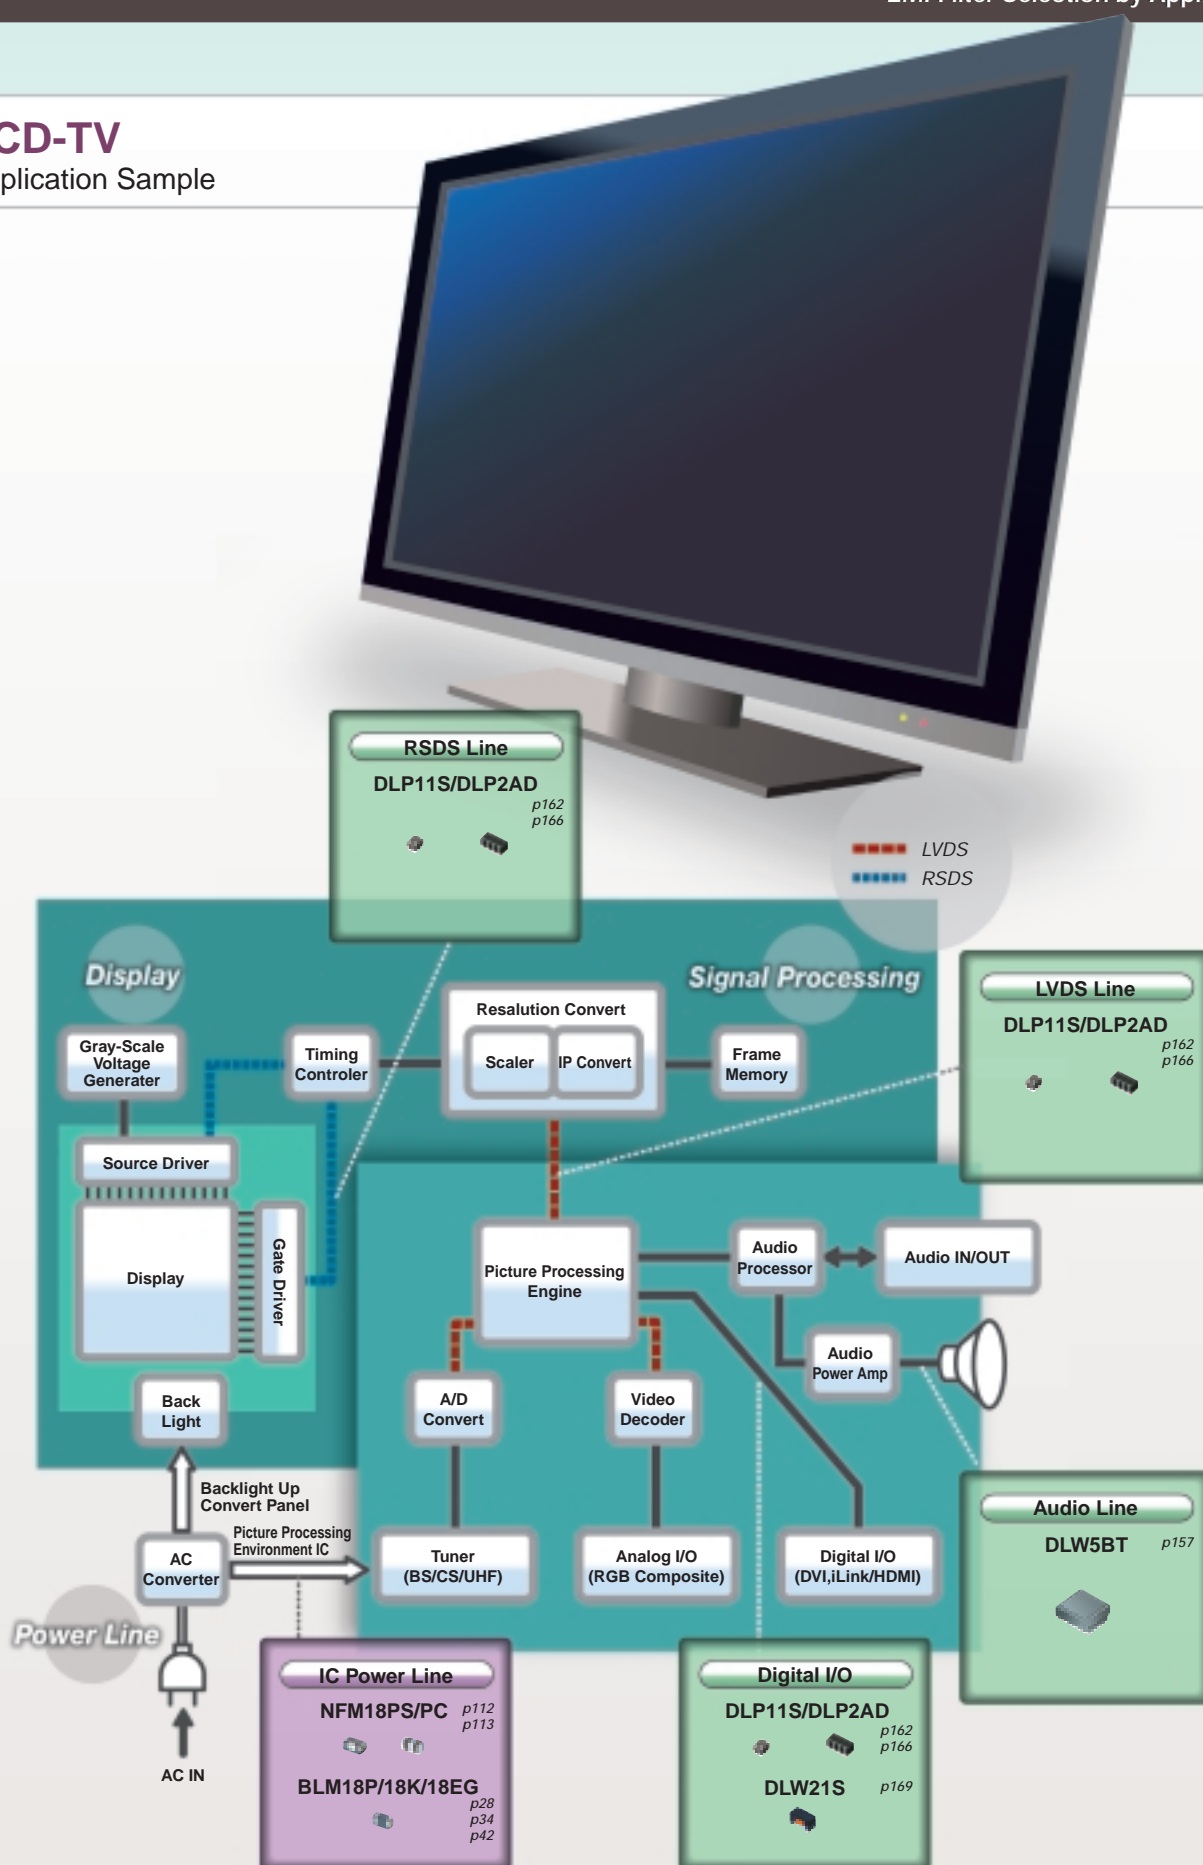 CD-TV
plication Sample
RSDS Line
DLP11S/DLP2AD
p162
p166
LVDS
RSDS
Display
Signal Processing
LVDS Line
DLP11S/DLP2AD
p162
p166
Resalution Convert
Scaler
IP Convert
Gray-Scale
Voltage
Generater
Timing
Controler
Frame
Memory
Source Driver
Display
Gate Driver
Picture Processing
Engine
Audio
Processor
Audio IN/OUT
Audio
Power Amp
Back
Light
A/D
Convert
Video
Decoder
Backlight Up
Convert Panel
Picture Processing
Environment IC
AC
Converter
Tuner
(BS/CS/UHF)
Analog I/O
(RGB Composite)
Digital I/O
(DVI,iLink/HDMI)
Audio Line
DLW5BT p157
Power Line
AC IN
IC Power Line
NFM18PS/PC p112
p113
BLM18P/18K/18EG
p28
p34
p42
Digital I/O
DLP11S/DLP2AD
p162
p166
DLW21S p169